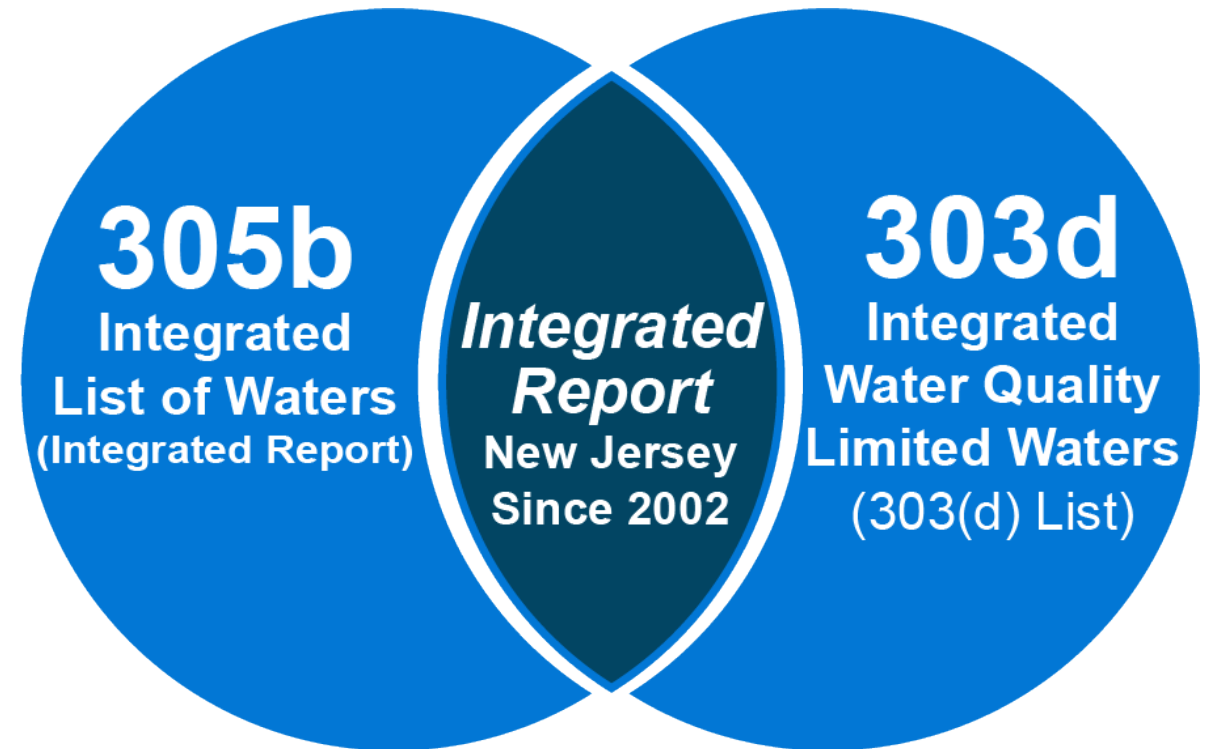 305b
Integrated
List of Waters
(Integrated Report)
Integrated
Report
New Jersey
Since 2002
303d
Integrated
Water Quality
Limited Waters
(303(d) List)